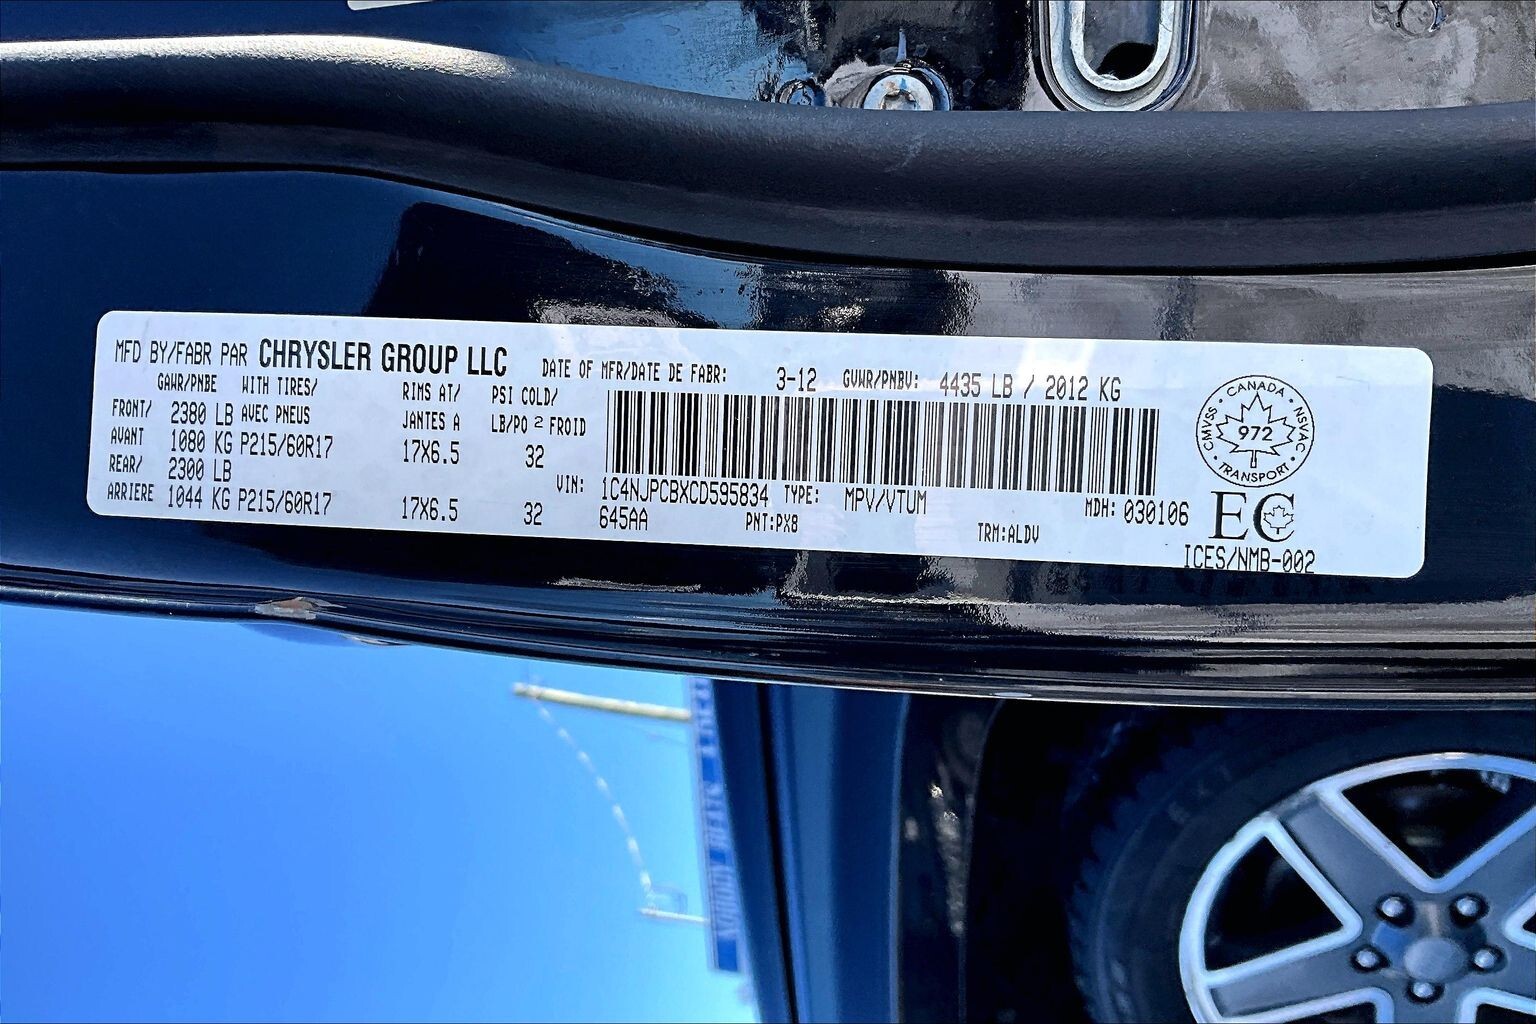 MFD BY/FABR PAR CHRYSLER GROUP LLC DATE OF MFR/DATE DE FABR: 3-12 GVWR/PNBV: 4435 LB / 2012 KG
GAWR/PNBE WITH TIRES/ RIMS AT/ PSI COLD/
FRONT/ 2380 LB AVEC PNEUS JANTES A LB/PO 2 FROID
AVANT 1080 KG P215/60R17 17X6.5 32
REAR/ 2300 LB
ARRIERE 1044 KG P215/60R17 17X6.5 32
VIN: 1C4NJPCBXCD595834 TYPE: MPV/VTUM MDH: 030106
645AA PNT:PX8 TRM:ALDV
CANADA
CMVSS 972 NSVAC
TRANSPORT
EC
ICES/NMB-002